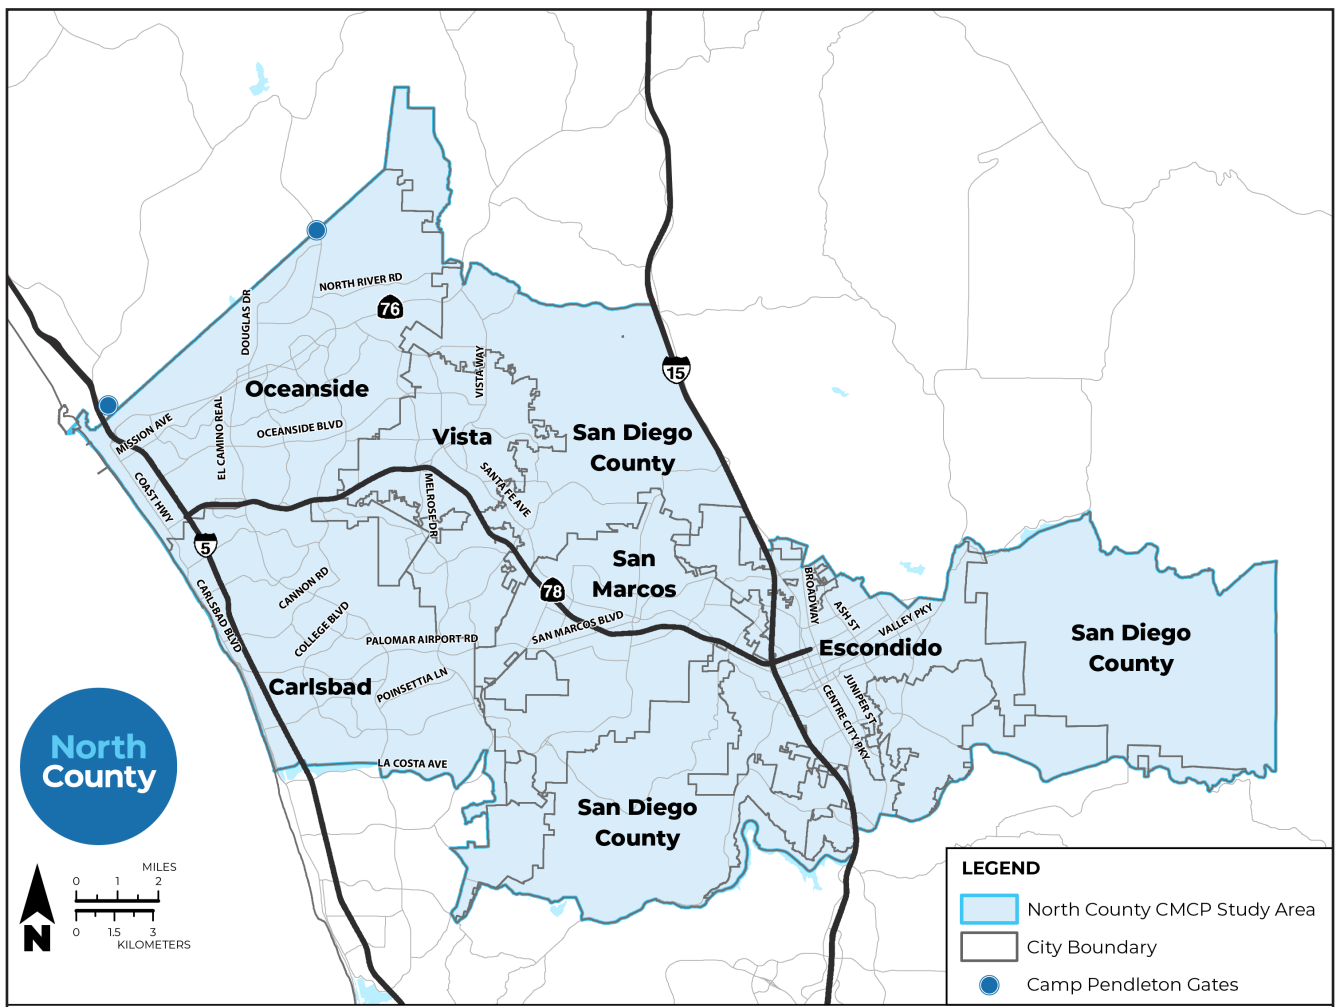 NORTH RIVER RD
76
DOUGLAS DR
VISTA WAY
15
Oceanside
EL CAMINO REAL
OCEANSIDE BLVD
MISSION AVE
Vista
San Diego
County
COAST HWY
MELROSE DR
SANTA FE AVE
5
San
Marcos
78
CANNON RD
CARLSBAD BLVD
COLLEGE BLVD
PALOMAR AIRPORT RD
SAN MARCOS BLVD
BROADWAY
ASH ST
VALLEY PKY
Escondido
San Diego
County
Carlsbad
POINSETTIA LN
JUNIPER ST
CENTRE CITY PKY
LA COSTA AVE
San Diego
County
North
County
MILES
0 1 2
0 1.5 3
KILOMETERS
N
LEGEND
North County CMCP Study Area
City Boundary
Camp Pendleton Gates